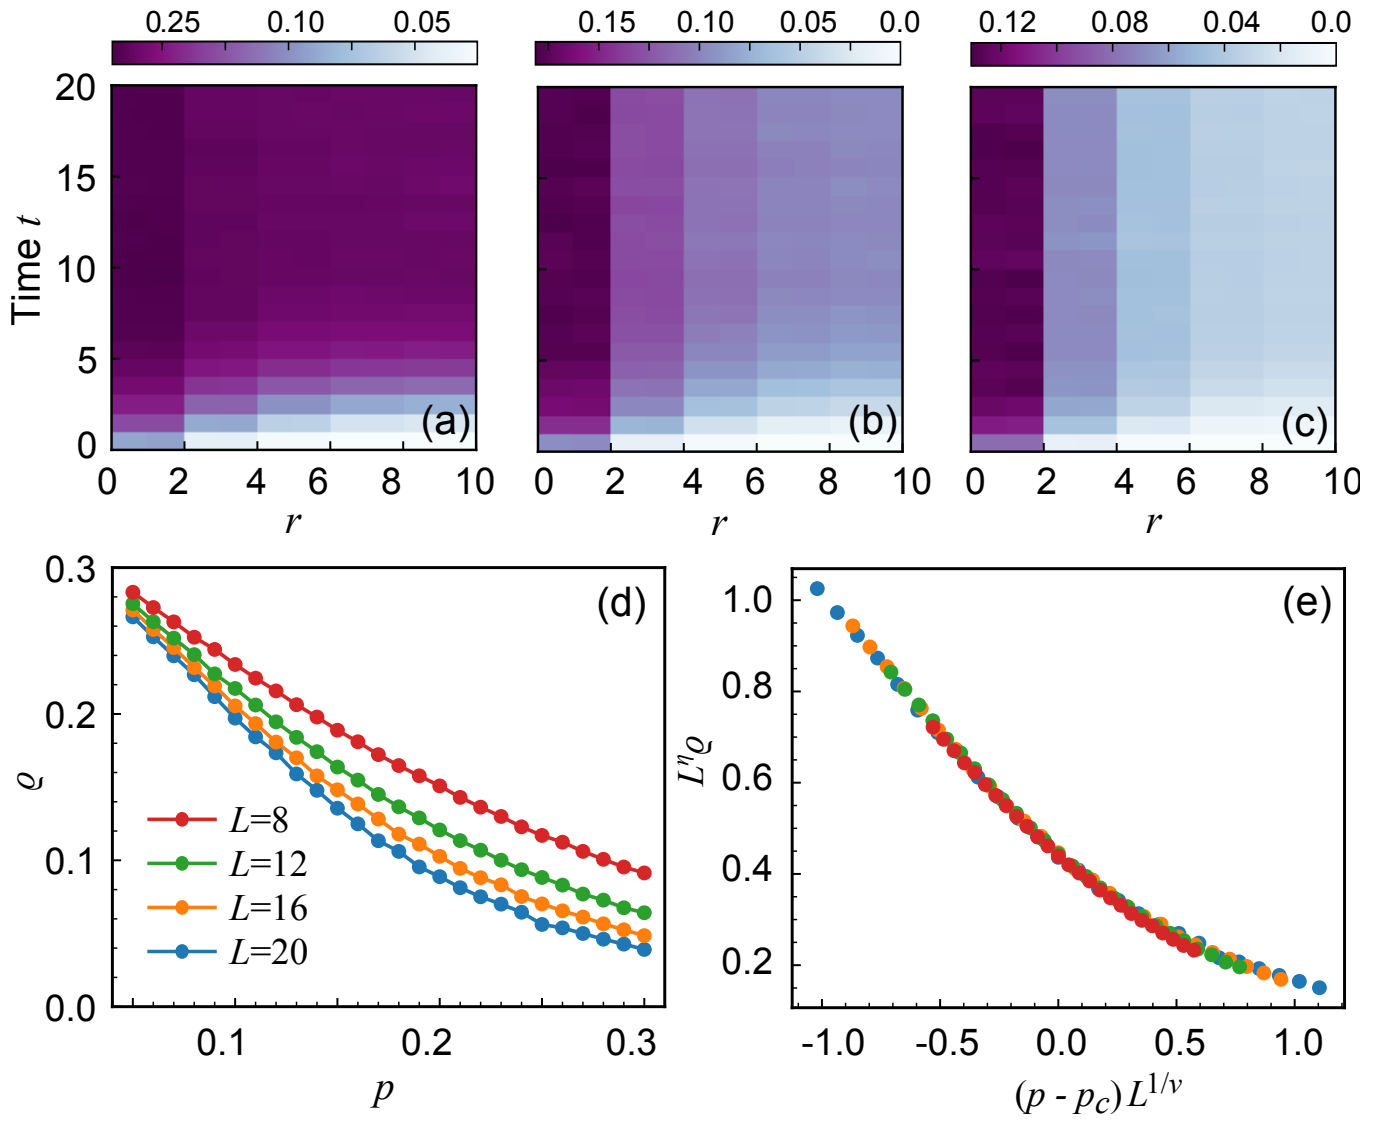 0.25 0.10 0.05
0.15 0.05 0.0
0.12 0.08 0.04 0.0
20
15
10
5
0
Time t
(a)
(b)
(c)
0 2 4 6 8 10
0 2 4 6 8 10
0 2 4 6 8 10
r
r
r
0.3
0.2
0.1
0.0
ϱ
(d)
L=8
L=12
L=16
L=20
0.1 0.2 0.3
p
1.0
0.8
0.6
0.4
0.2
L^η ϱ
(e)
-1.0 -0.5 0.0 0.5 1.0
(p - p_c) L^{1/ν}